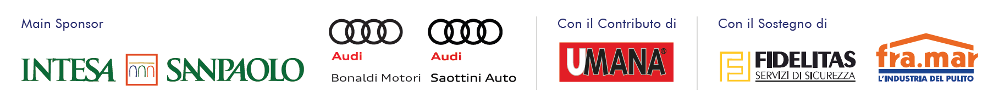 Main Sponsor
INTESA SANPAOLO
Audi
Bonaldi Motori
Audi
Saottini Auto
Con il Contributo di
UMANA®
Con il Sostegno di
FIDELITAS
SERVIZI DI SICUREZZA
fra.mar
L'INDUSTRIA DEL PULITO